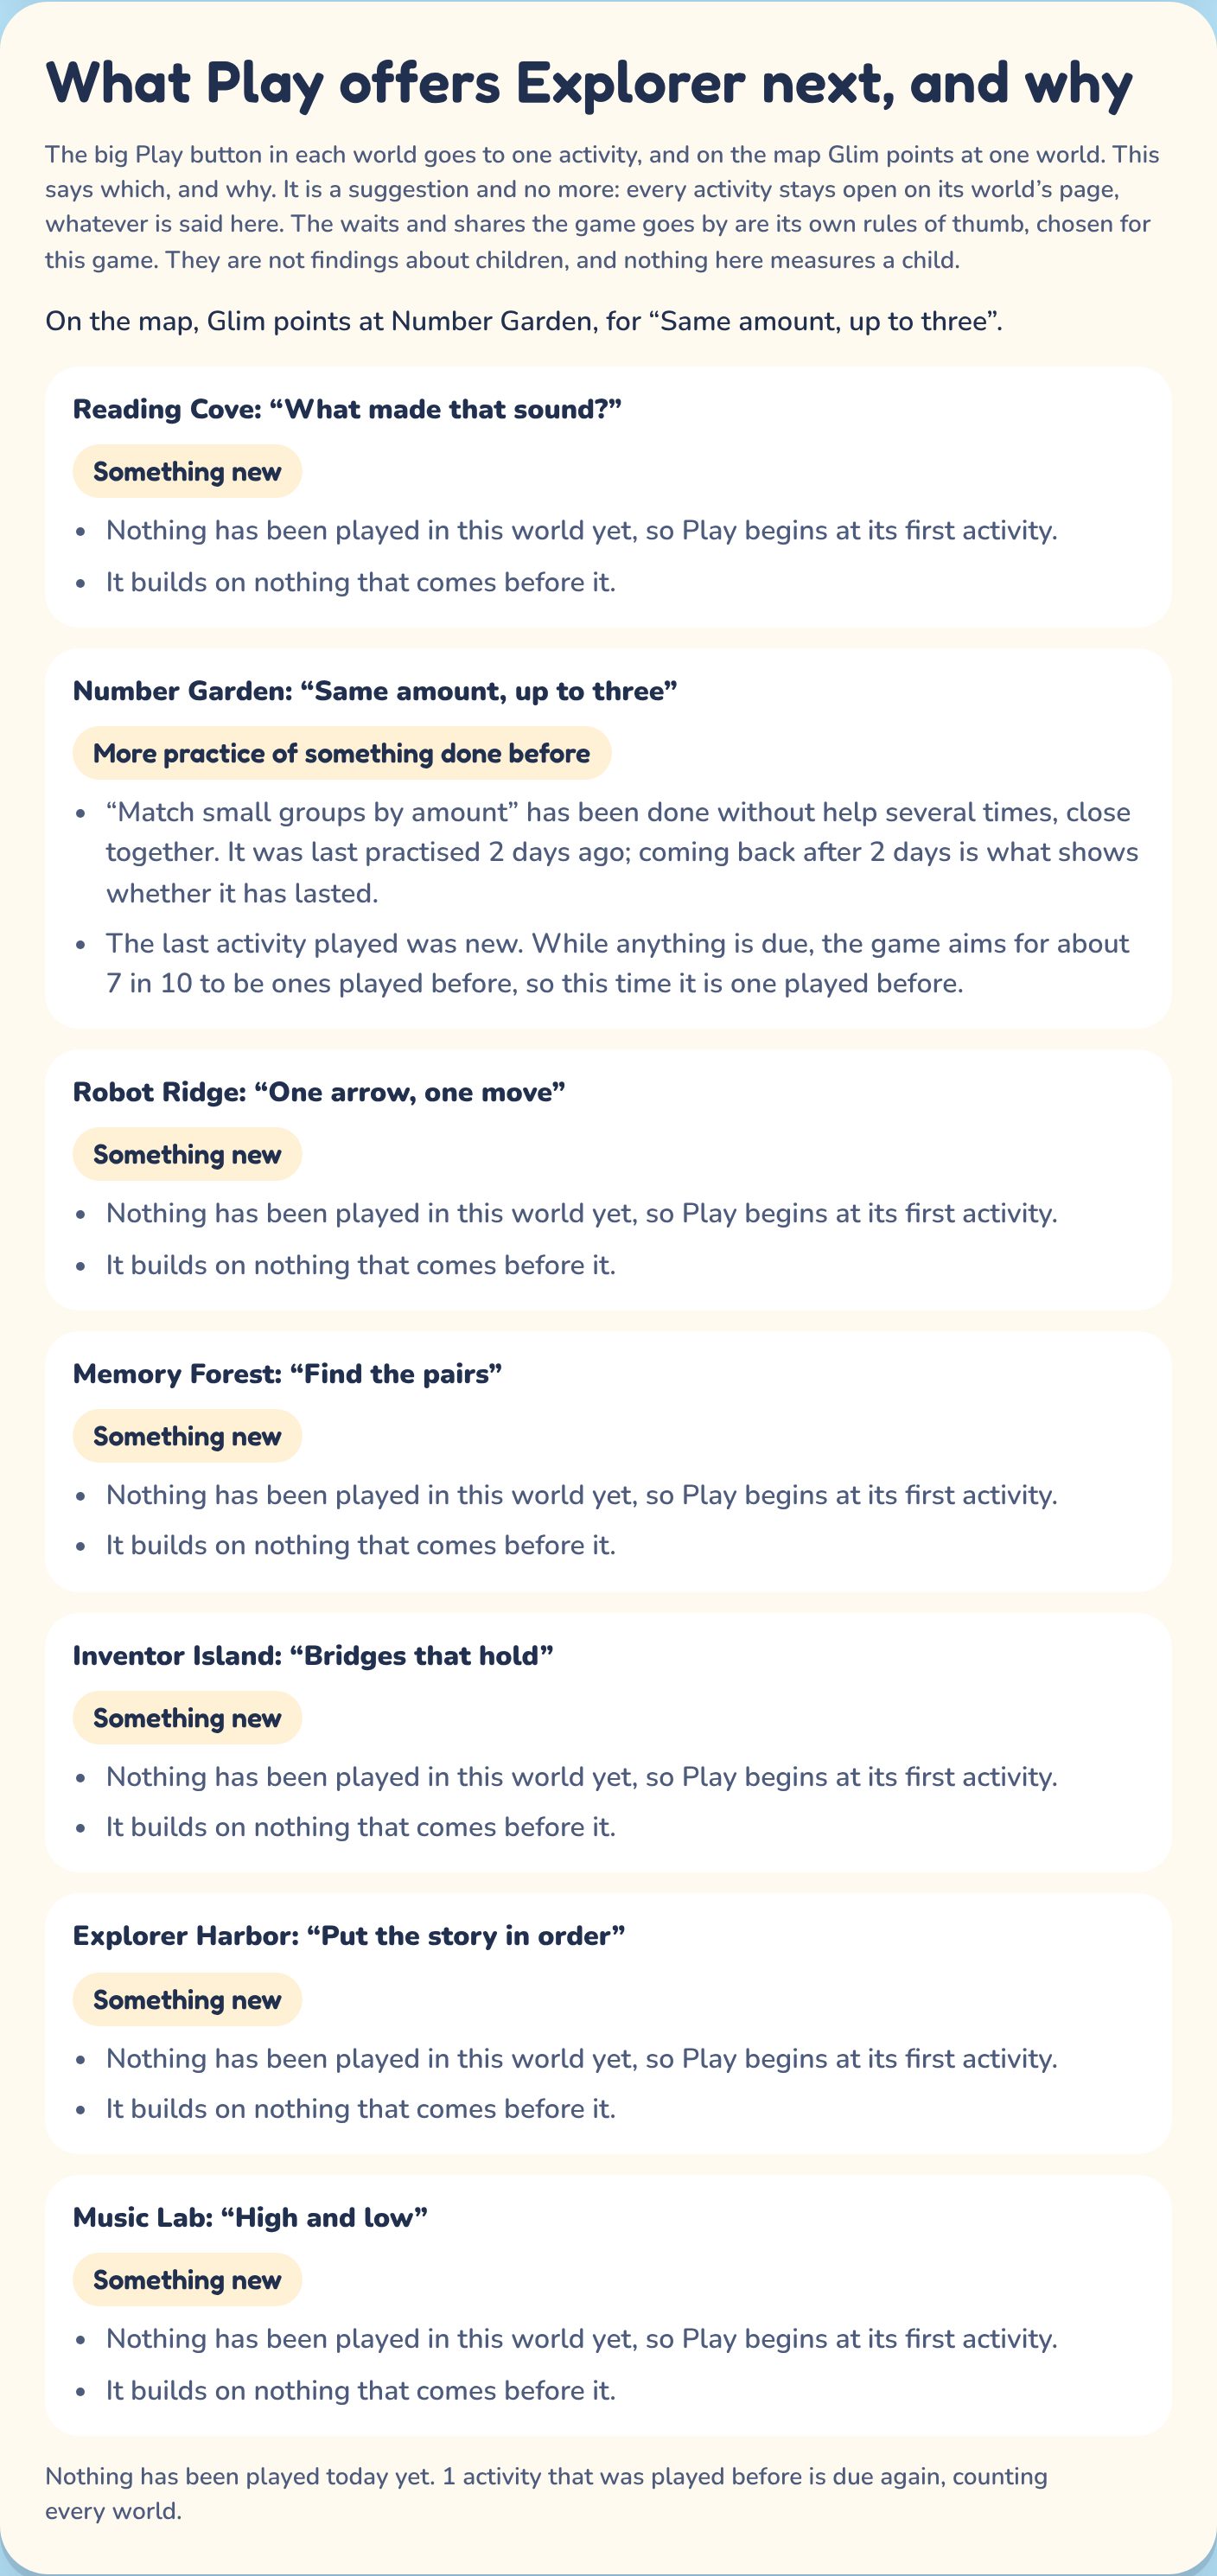 What Play offers Explorer next, and why
The big Play button in each world goes to one activity, and on the map Glim points at one world. This
says which, and why. It is a suggestion and no more: every activity stays open on its world’s page,
whatever is said here. The waits and shares the game goes by are its own rules of thumb, chosen for
this game. They are not findings about children, and nothing here measures a child.
On the map, Glim points at Number Garden, for “Same amount, up to three”.
Reading Cove: “What made that sound?”
Something new
• Nothing has been played in this world yet, so Play begins at its first activity.
• It builds on nothing that comes before it.
Number Garden: “Same amount, up to three”
More practice of something done before
• “Match small groups by amount” has been done without help several times, close
together. It was last practised 2 days ago; coming back after 2 days is what shows
whether it has lasted.
• The last activity played was new. While anything is due, the game aims for about
7 in 10 to be ones played before, so this time it is one played before.
Robot Ridge: “One arrow, one move”
Something new
• Nothing has been played in this world yet, so Play begins at its first activity.
• It builds on nothing that comes before it.
Memory Forest: “Find the pairs”
Something new
• Nothing has been played in this world yet, so Play begins at its first activity.
• It builds on nothing that comes before it.
Inventor Island: “Bridges that hold”
Something new
• Nothing has been played in this world yet, so Play begins at its first activity.
• It builds on nothing that comes before it.
Explorer Harbor: “Put the story in order”
Something new
• Nothing has been played in this world yet, so Play begins at its first activity.
• It builds on nothing that comes before it.
Music Lab: “High and low”
Something new
• Nothing has been played in this world yet, so Play begins at its first activity.
• It builds on nothing that comes before it.
Nothing has been played today yet. 1 activity that was played before is due again, counting
every world.